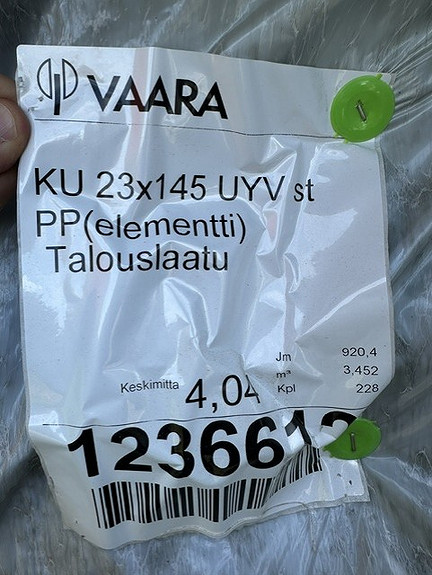 VAARA
KU 23x145 UYV st
PP(elementti)
Talouslaatu
Jm 920,4
m³ 3,452
Keskimitta 4,04 Kpl 228